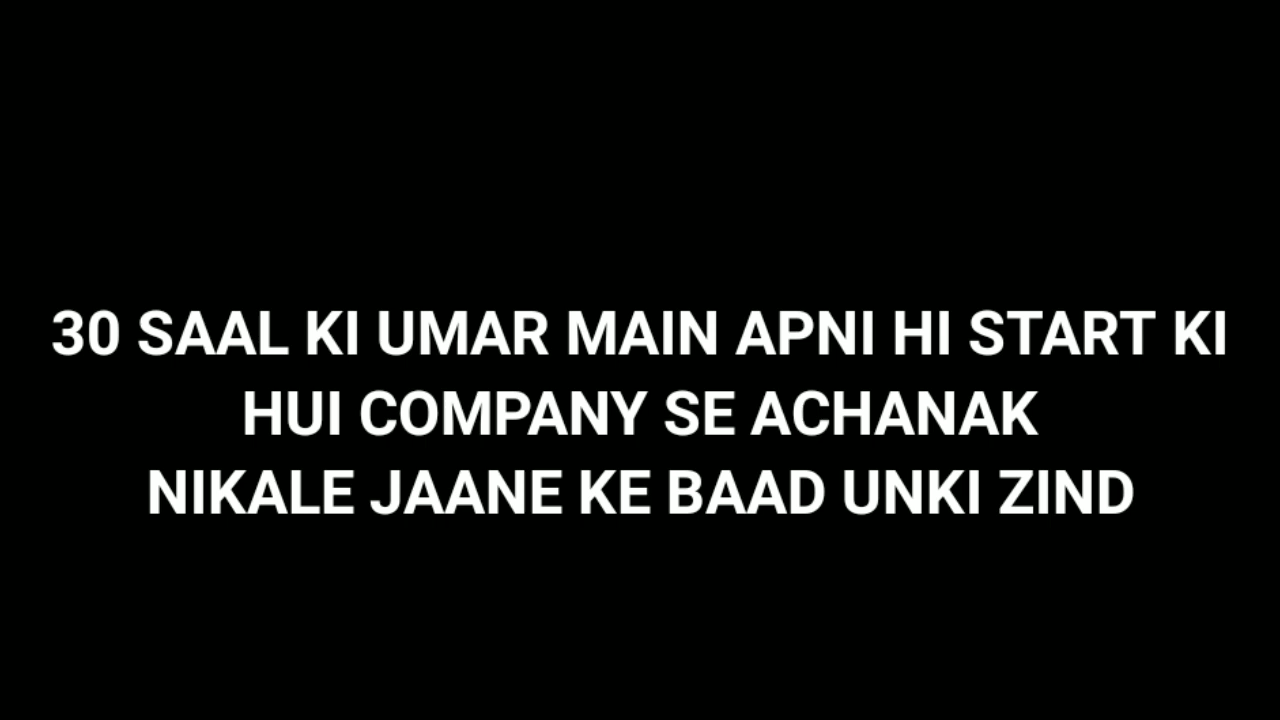 30 SAAL KI UMAR MAIN APNI HI START KI
HUI COMPANY SE ACHANAK
NIKALE JAANE KE BAAD UNKI ZIND